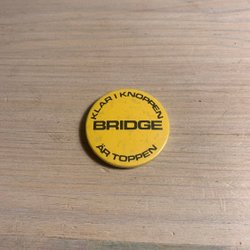 KLAR I KNOPPEN
BRIDGE
ÄR TOPPEN